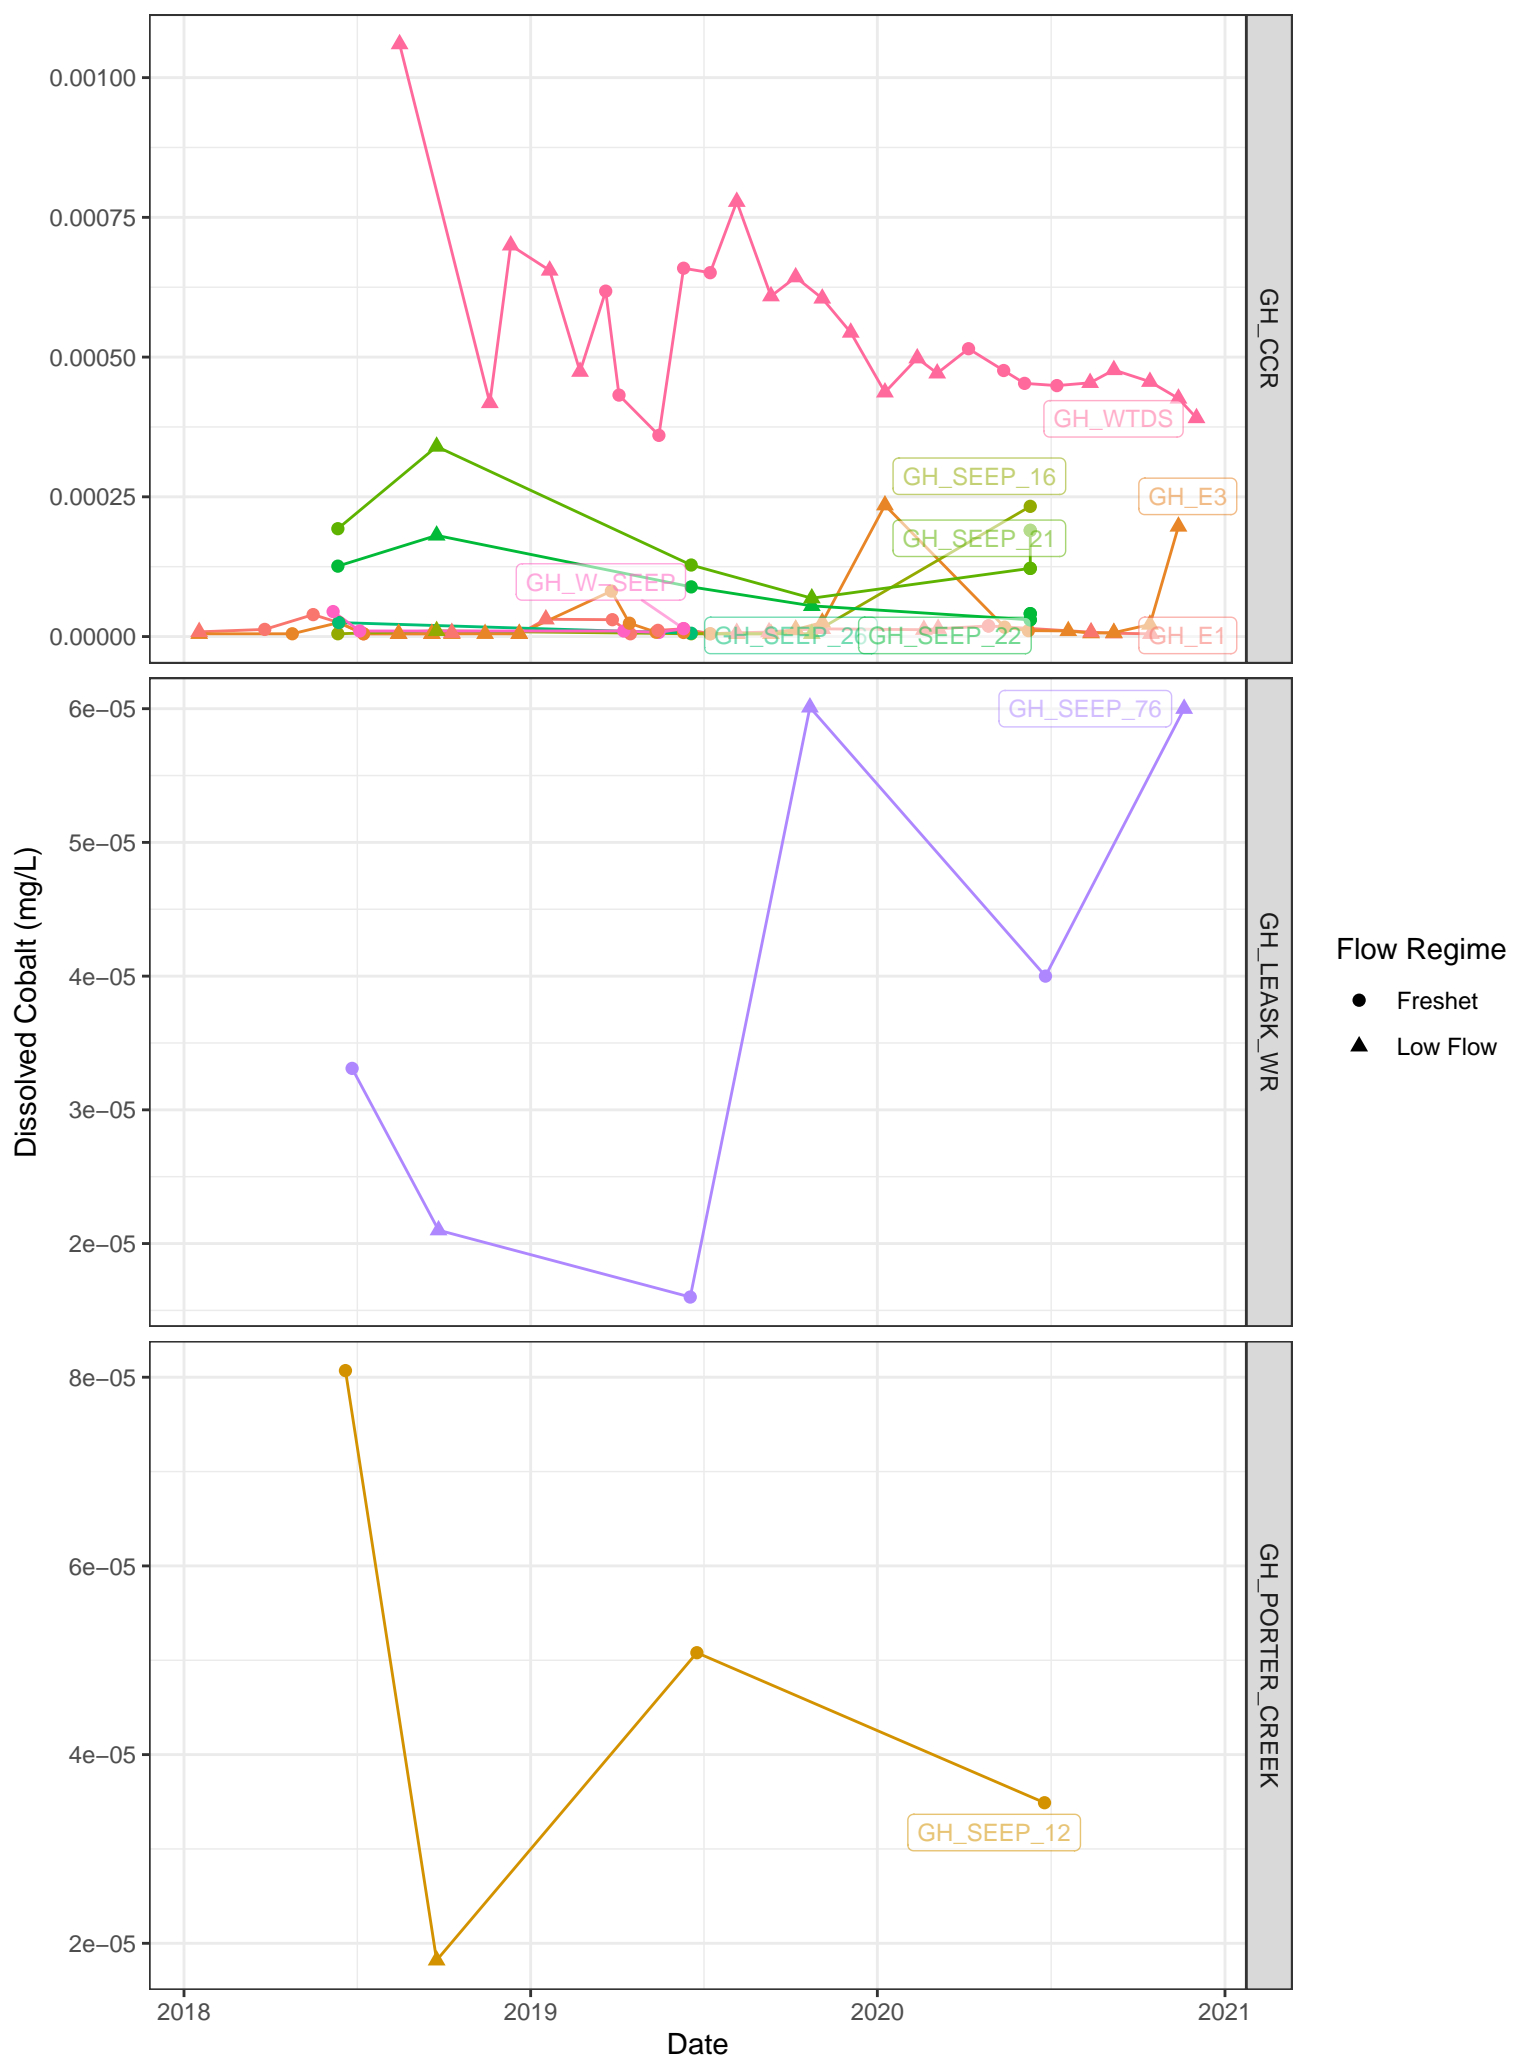 0.00100
0.00075
0.00050
0.00025
0.00000
GH_WTDS
GH_SEEP_16
GH_E3
GH_SEEP_21
GH_W−SEEP
GH_SEEP_26
GH_SEEP_22
GH_E1
GH_CCR
6e−05
5e−05
4e−05
3e−05
2e−05
GH_SEEP_76
GH_LEASK_WR
8e−05
6e−05
4e−05
2e−05
GH_SEEP_12
GH_PORTER_CREEK
2018
2019
2020
2021
Date
Dissolved Cobalt (mg/L)
Flow Regime
Freshet
Low Flow